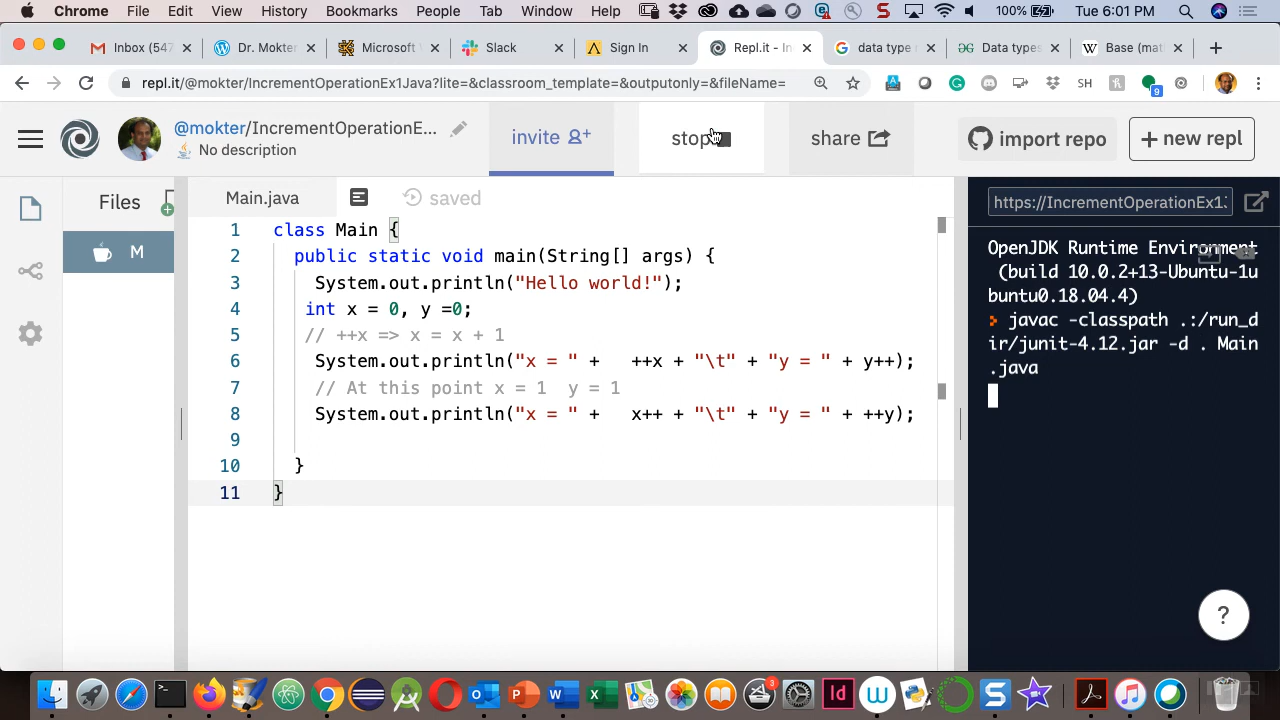 Chrome File Edit View History Bookmarks People Tab Window Help 100% Tue 6:01 PM
Inbox (547 Dr. Mokter Microsoft Slack Sign In Repl.it - In data type Data types Base (mat
repl.it/@mokter/IncrementOperationEx1Java?lite=&classroom_template=&outputonly=&fileName= SH 9
@mokter/IncrementOperationE...
No description
invite
stop
share
import repo
+ new repl
Files
M
Main.java
saved
1 class Main {
2 public static void main(String[] args) {
3 System.out.println("Hello world!");
4 int x = 0, y =0;
5 // ++x => x = x + 1
6 System.out.println("x = " + ++x + "\t" + "y = " + y++);
7 // At this point x = 1 y = 1
8 System.out.println("x = " + x++ + "\t" + "y = " + ++y);
9
10 }
11 }
https://IncrementOperationEx1.
OpenJDK Runtime Environment
(build 10.0.2+13-Ubuntu-1u
buntu0.18.04.4)
javac -classpath .:/run_d
ir/junit-4.12.jar -d . Main
.java
?
3
Id